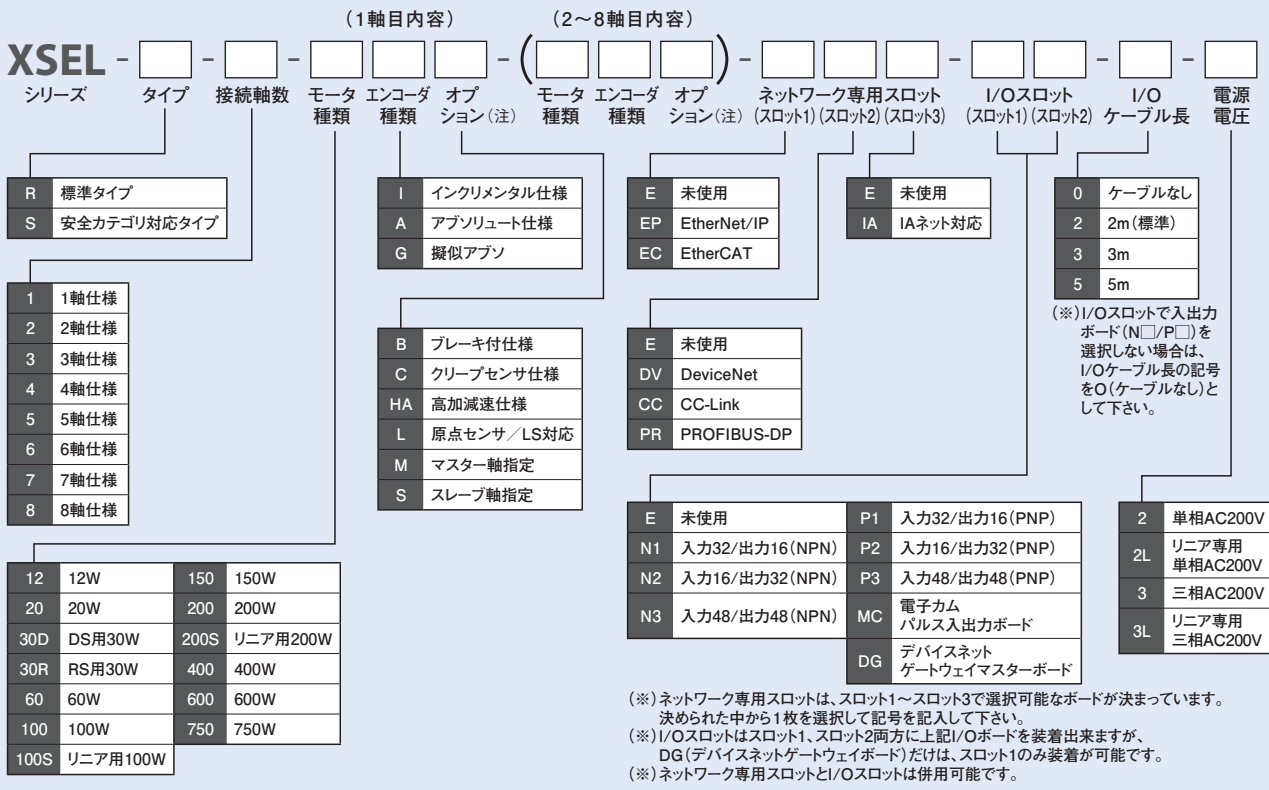 (1軸目内容) (2～8軸目内容)
XSEL - □ - □ - □□□ - (□□□) - □□□ - □□ - □ - □
シリーズ タイプ 接続軸数 モータ種類 エンコーダ種類 オプション(注) モータ種類 エンコーダ種類 オプション(注) ネットワーク専用スロット I/Oスロット I/Oケーブル長 電源電圧
(スロット1)(スロット2)(スロット3) (スロット1)(スロット2)
R 標準タイプ
S 安全カテゴリ対応タイプ
1 1軸仕様
2 2軸仕様
3 3軸仕様
4 4軸仕様
5 5軸仕様
6 6軸仕様
7 7軸仕様
8 8軸仕様
12 12W 150 150W
20 20W 200 200W
30D DS用30W 200S リニア用200W
30R RS用30W 400 400W
60 60W 600 600W
100 100W 750 750W
100S リニア用100W
I インクリメンタル仕様
A アブソリュート仕様
G 擬似アブソ
B ブレーキ付仕様
C クリープセンサ仕様
HA 高加減速仕様
L 原点センサ／LS対応
M マスター軸指定
S スレーブ軸指定
E 未使用
EP EtherNet/IP
EC EtherCAT
E 未使用
DV DeviceNet
CC CC-Link
PR PROFIBUS-DP
E 未使用
IA IAネット対応
E 未使用 P1 入力32/出力16(PNP)
N1 入力32/出力16(NPN) P2 入力16/出力32(PNP)
N2 入力16/出力32(NPN) P3 入力48/出力48(PNP)
N3 入力48/出力48(NPN) MC 電子カム
パルス入出力ボード
DG デバイスネット
ゲートウェイマスターボード
0 ケーブルなし
2 2m(標準)
3 3m
5 5m
(※)I/Oスロットで入出力
ボード(N□/P□)を
選択しない場合は、
I/Oケーブル長の記号
をO(ケーブルなし)と
して下さい。
2 単相AC200V
2L リニア専用
単相AC200V
3 三相AC200V
3L リニア専用
三相AC200V
(※)ネットワーク専用スロットは、スロット1～スロット3で選択可能なボードが決まっています。
決められた中から1枚を選択して記号を記入して下さい。
(※)I/Oスロットはスロット1、スロット2両方に上記I/Oボードを装着出来ますが、
DG(デバイスネットゲートウェイボード)だけは、スロット1のみ装着が可能です。
(※)ネットワーク専用スロットとI/Oスロットは併用可能です。